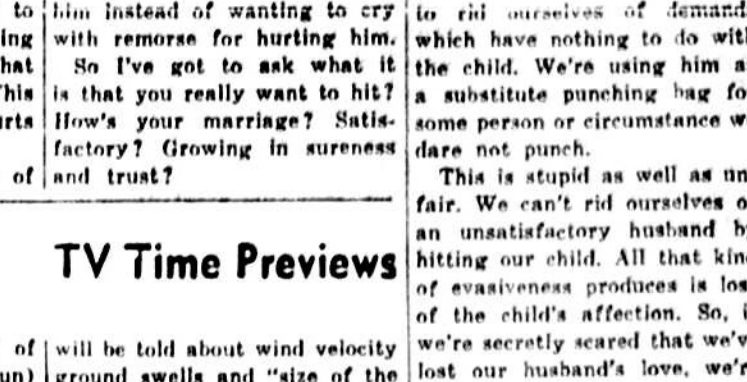 to
ing
hat
his
rts
of
him instead of wanting to cry
with remorse for hurting him.
So I've got to ask what it
is that you really want to hit?
How's your marriage? Satis-
factory? Growing in sureness
and trust?
TV Time Previews
of
un)
will be told about wind velocity
ground swells and "size of the
to rid ourselves of demand
which have nothing to do wit
the child. We're using him a
a substitute punching bag fo
some person or circumstance w
dare not punch.
This is stupid as well as un
fair. We can't rid ourselves o
an unsatisfactory husband b
hitting our child. All that kin
of evasiveness produces is los
of the child's affection. So, i
we're secretly scared that we'v
lost our husband's love, we'r